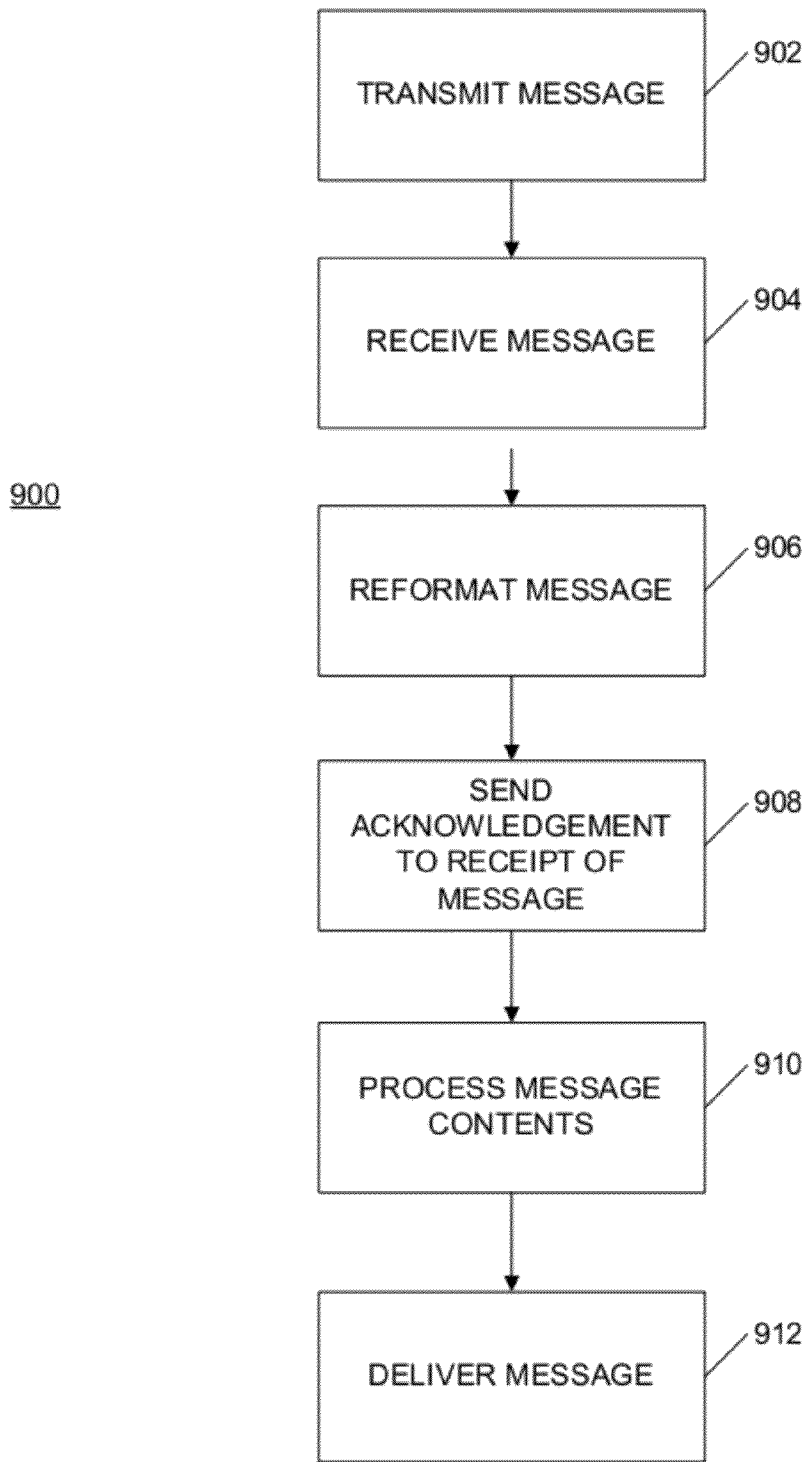 TRANSMIT MESSAGE
902
RECEIVE MESSAGE
904
900
REFORMAT MESSAGE
906
SEND
ACKNOWLEDGEMENT
TO RECEIPT OF
MESSAGE
908
PROCESS MESSAGE
CONTENTS
910
DELIVER MESSAGE
912